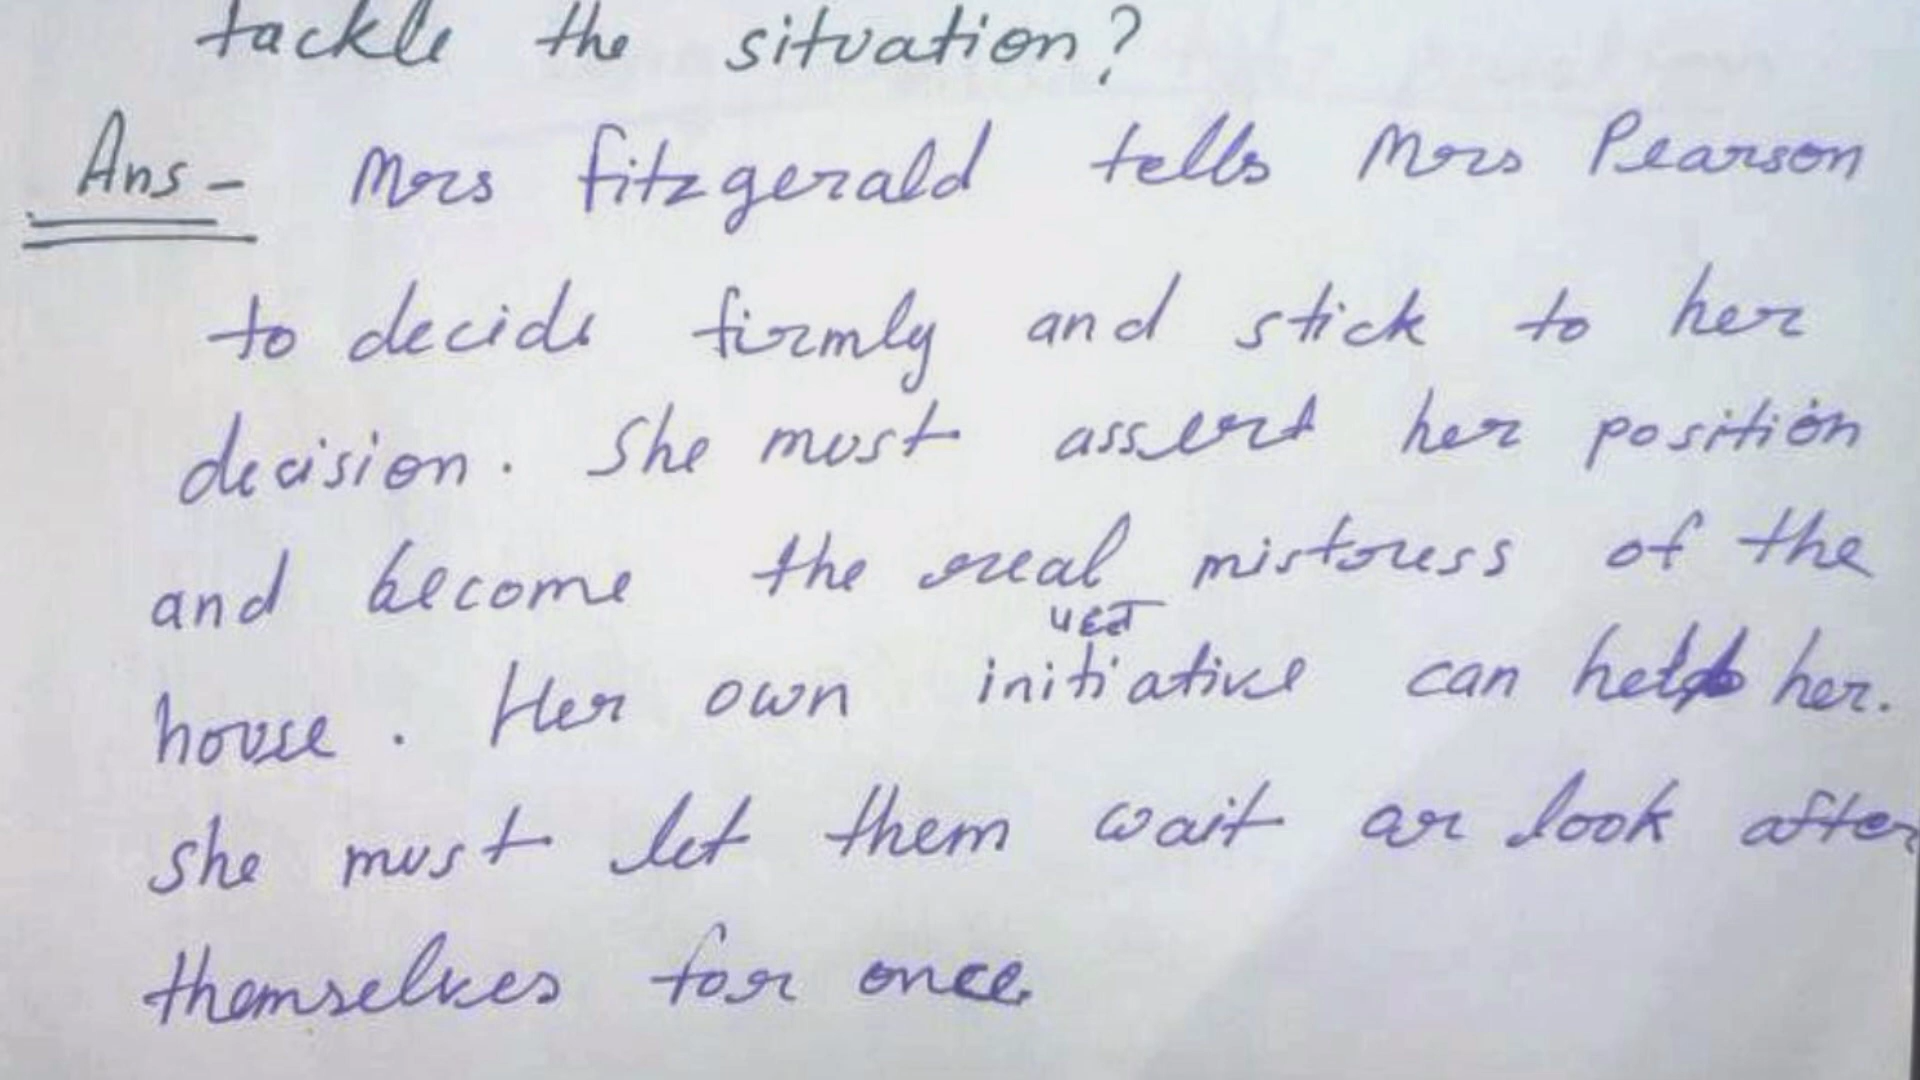 tackle the situation?
Ans- Mrs fitzgerald tells Mrs Pearson
to decide firmly and stick to her
decision. She must assert her position
and become the real mistress of the
house. Her own initiative can help her.
she must let them wait or look after
themselves for once.